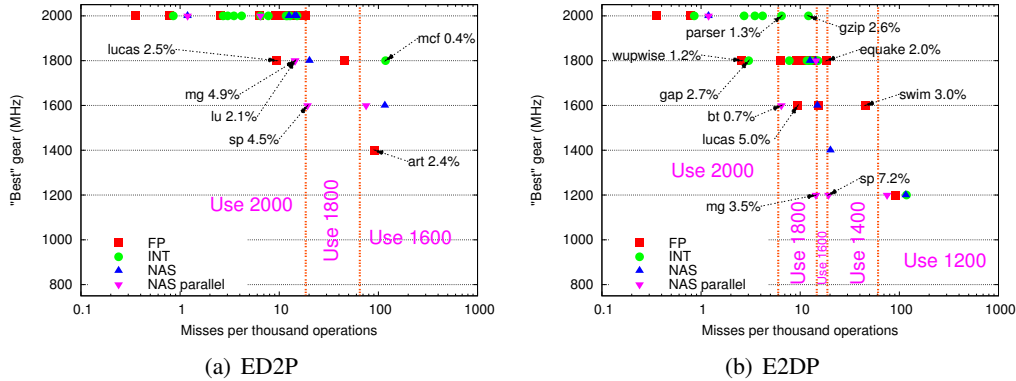 2000
1800
1600
1400
1200
1000
800
"Best" gear (MHz)
lucas 2.5%
mcf 0.4%
mg 4.9%
lu 2.1%
sp 4.5%
art 2.4%
Use 2000
Use 1800
Use 1600
FP
INT
NAS
NAS parallel
0.1 1 10 100 1000
Misses per thousand operations
(a) ED2P
2000
1800
1600
1400
1200
1000
800
"Best" gear (MHz)
parser 1.3%
gzip 2.6%
wupwise 1.2%
equake 2.0%
gap 2.7%
swim 3.0%
bt 0.7%
lucas 5.0%
Use 2000
sp 7.2%
mg 3.5%
Use 1800
Use 1600
Use 1400
Use 1200
FP
INT
NAS
NAS parallel
0.1 1 10 100 1000
Misses per thousand operations
(b) E2DP